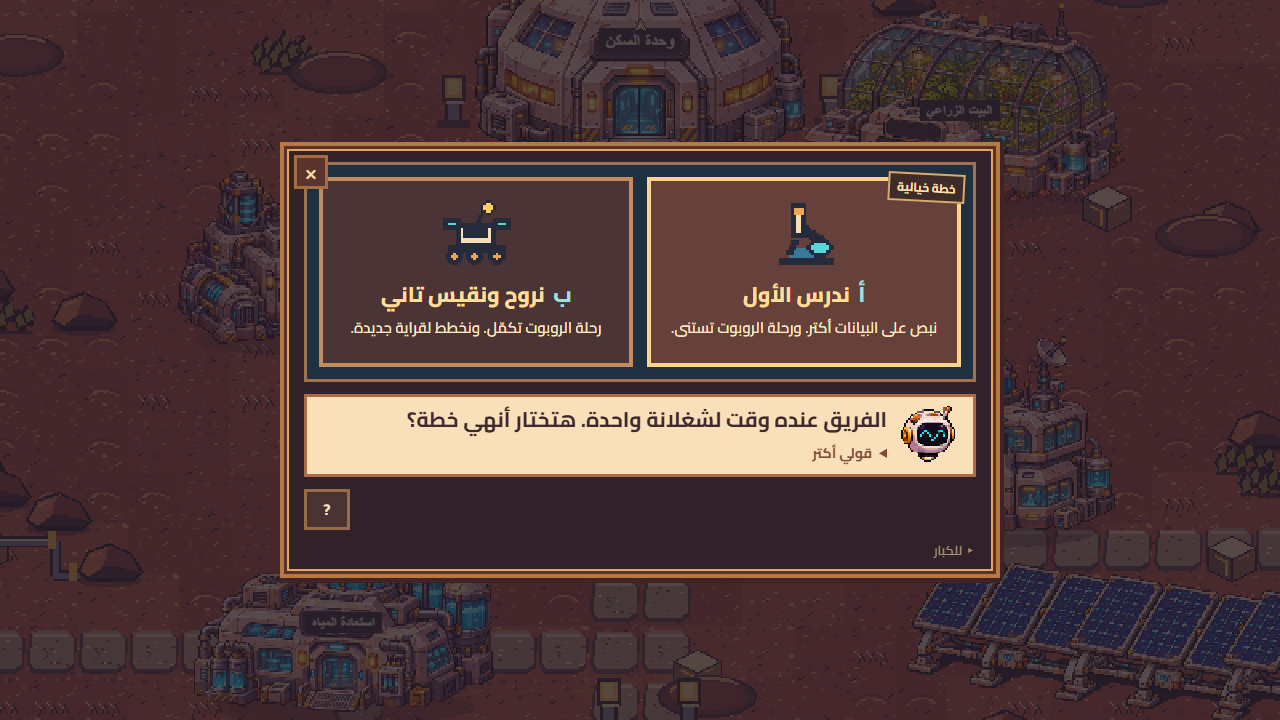 وحدة السكن
البيت الزراعي
×
خطة خيالية
أ ندرس الأول
نبص على البيانات أكتر. ورحلة الروبوت تستنى.
ب نروح ونقيس تاني
رحلة الروبوت تكمّل. ونخطط لقراية جديدة.
الفريق عنده وقت لشغلانة واحدة. هتختار أنهي خطة؟
◂ قولي أكتر
?
‣ للكبار
استعادة المياه